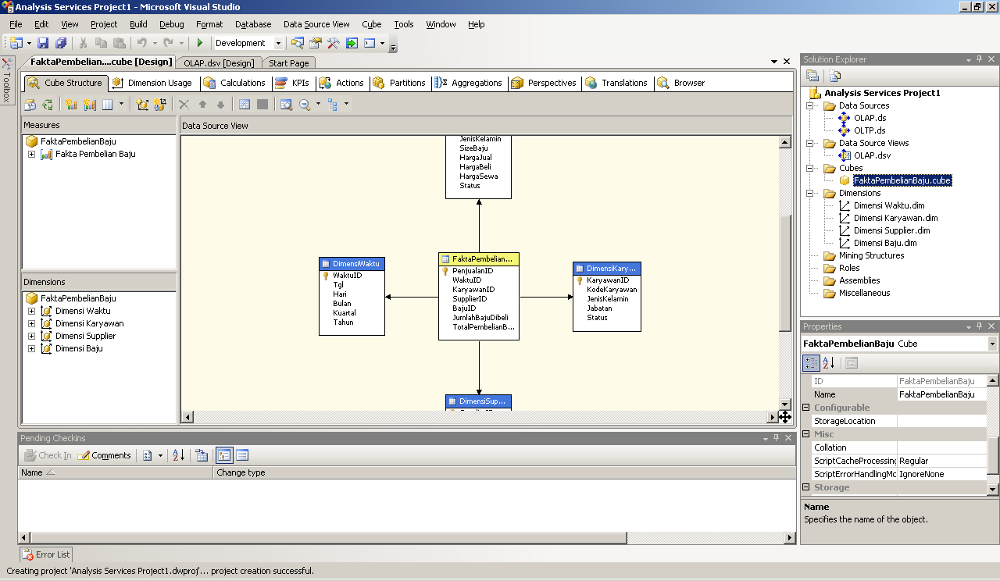 Analysis Services Project1 - Microsoft Visual Studio
File Edit View Project Build Debug Format Database Data Source View Cube Tools Window Help
Development
Toolbox
FaktaPembelian....cube [Design] OLAP.dsv [Design] Start Page
Cube Structure Dimension Usage Calculations KPIs Actions Partitions Aggregations Perspectives Translations Browser
Measures
FaktaPembelianBaju
Fakta Pembelian Baju
Dimensions
FaktaPembelianBaju
Dimensi Waktu
Dimensi Karyawan
Dimensi Supplier
Dimensi Baju
Data Source View
JenisKelamin
SizeBaju
HargaJual
HargaBeli
HargaSewa
Status
DimensiWaktu
WaktuID
Tgl
Hari
Bulan
Kuartal
Tahun
FaktaPembelian...
PenjualanID
WaktuID
KaryawanID
SupplierID
BajuID
JumlahBajuDibeli
TotalPembelianB...
DimensiKary...
KaryawanID
KodeKaryawan
JenisKelamin
Jabatan
Status
DimensiSup...
Solution Explorer
Analysis Services Project1
Data Sources
OLAP.ds
OLTP.ds
Data Source Views
OLAP.dsv
Cubes
FaktaPembelianBaju.cube
Dimensions
Dimensi Waktu.dim
Dimensi Karyawan.dim
Dimensi Supplier.dim
Dimensi Baju.dim
Mining Structures
Roles
Assemblies
Miscellaneous
Properties
FaktaPembelianBaju Cube
ID FaktaPembelianBaju
Name FaktaPembelianBaju
Configurable
StorageLocation
Misc
Collation
ScriptCacheProcessing Regular
ScriptErrorHandlingMo IgnoreNone
Storage
Name
Specifies the name of the object.
Pending Checkins
Check In Comments
Name Change type
Error List
Creating project 'Analysis Services Project1.dwproj'... project creation successful.